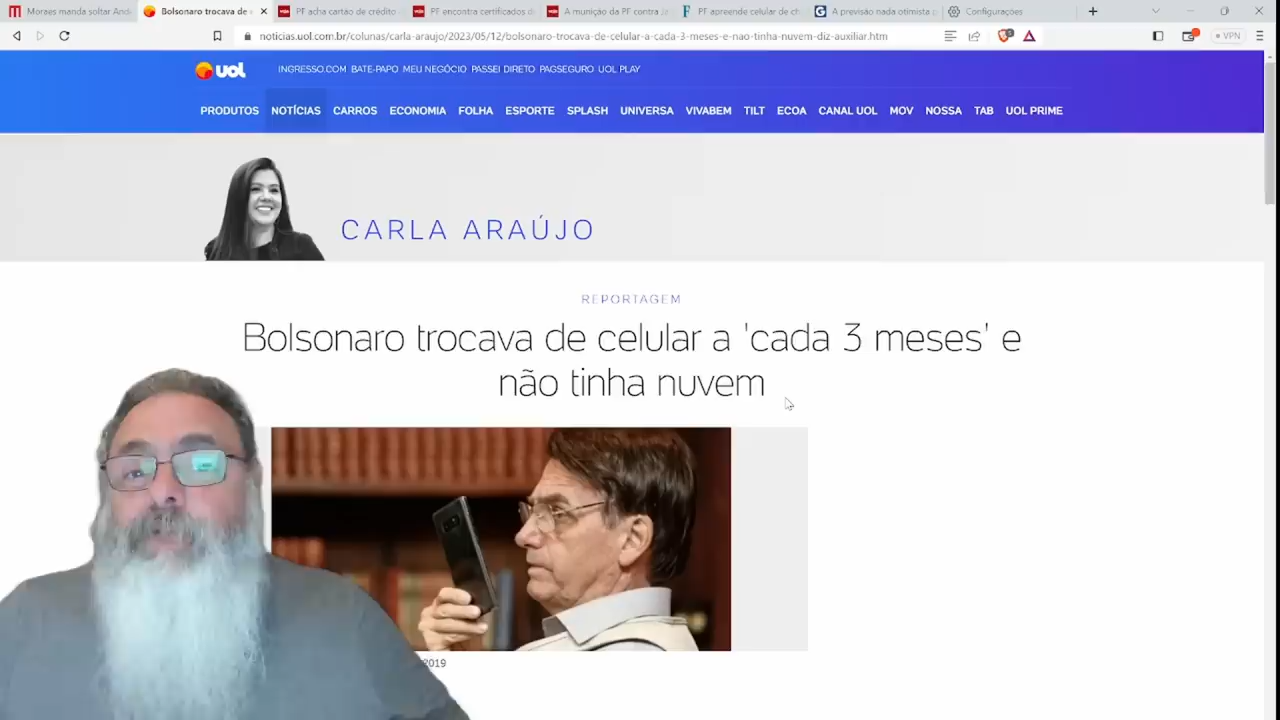 Moraes manda soltar And
Bolsonaro trocava de c
PF acha cartão de crédito
PF encontra certificados d
A munição da PF contra Ja
PF apreende celular de ch
A previsão nada otimista p
Configurações
noticias.uol.com.br/colunas/carla-araujo/2023/05/12/bolsonaro-trocava-de-celular-a-cada-3-meses-e-nao-tinha-nuvem-diz-auxiliar.htm
VPN
uol
INGRESSO.COM BATE-PAPO MEU NEGÓCIO PASSEI DIRETO PAGSEGURO UOL PLAY
PRODUTOS NOTÍCIAS CARROS ECONOMIA FOLHA ESPORTE SPLASH UNIVERSA VIVABEM TILT ECOA CANAL UOL MOV NOSSA TAB UOL PRIME
CARLA ARAÚJO
REPORTAGEM
Bolsonaro trocava de celular a 'cada 3 meses' e
não tinha nuvem
2019